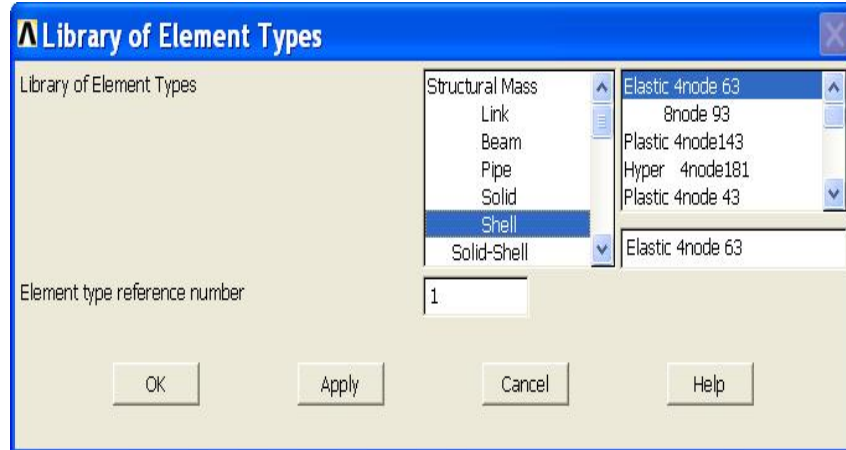 Library of Element Types
Library of Element Types
Structural Mass
Link
Beam
Pipe
Solid
Shell
Solid-Shell
Elastic 4node 63
8node 93
Plastic 4node143
Hyper 4node181
Plastic 4node 43
Elastic 4node 63
Element type reference number
1
OK
Apply
Cancel
Help